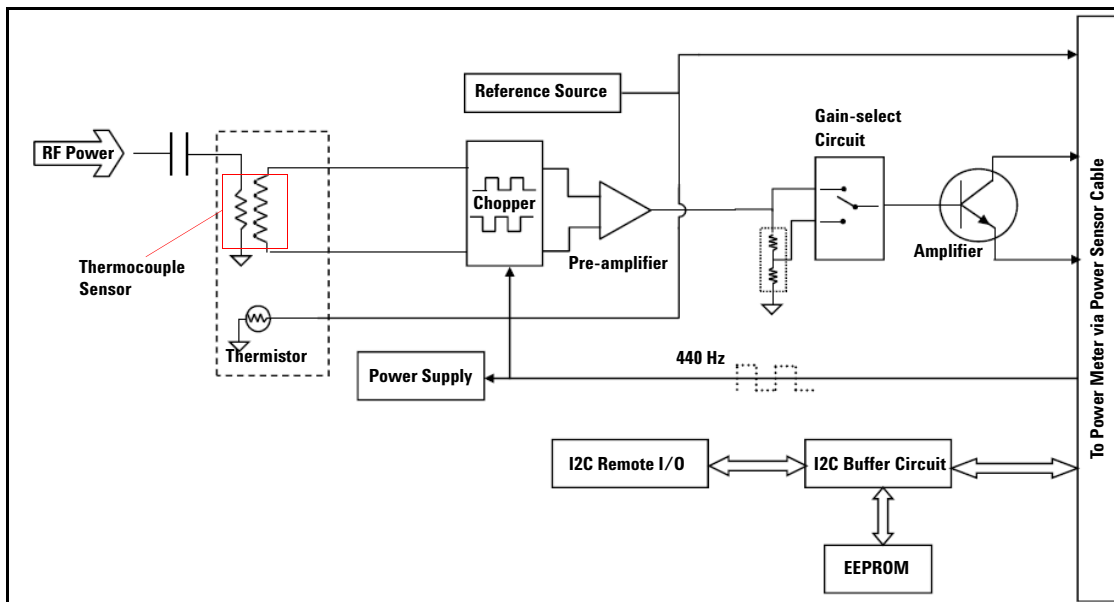 Reference Source
Gain-select
Circuit
RF Power
Chopper
Pre-amplifier
Amplifier
Thermocouple
Sensor
Thermistor
Power Supply
440 Hz
I2C Remote I/O
I2C Buffer Circuit
EEPROM
To Power Meter via Power Sensor Cable